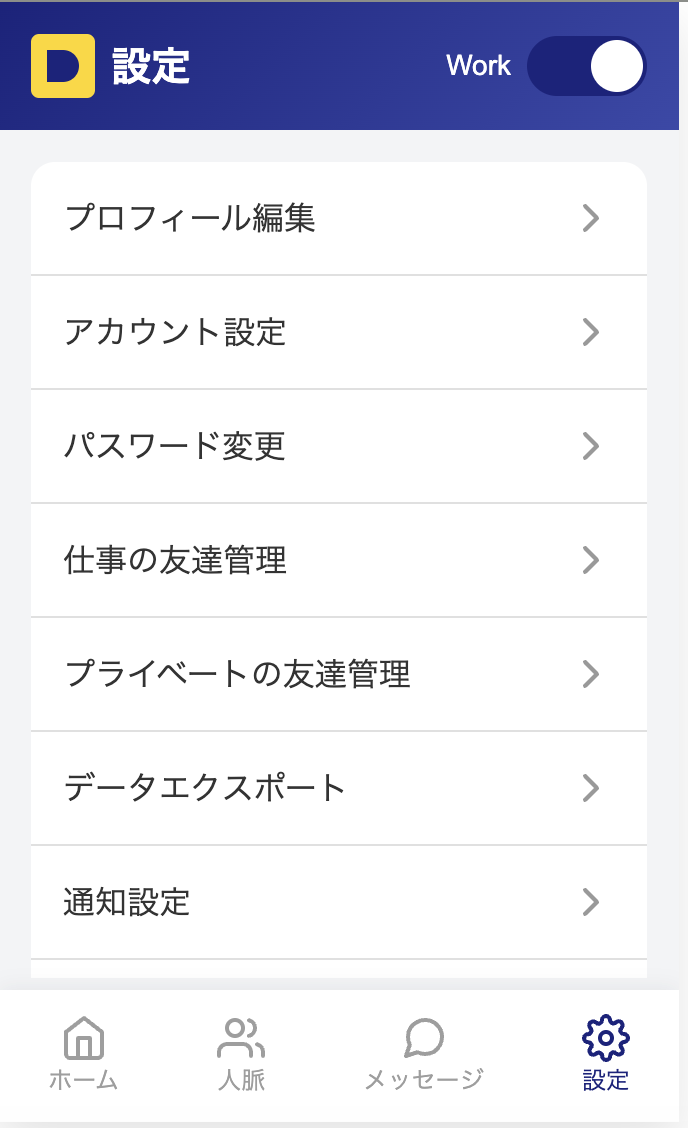 D 設定
Work
プロフィール編集
アカウント設定
パスワード変更
仕事の友達管理
プライベートの友達管理
データエクスポート
通知設定
ホーム
人脈
メッセージ
設定